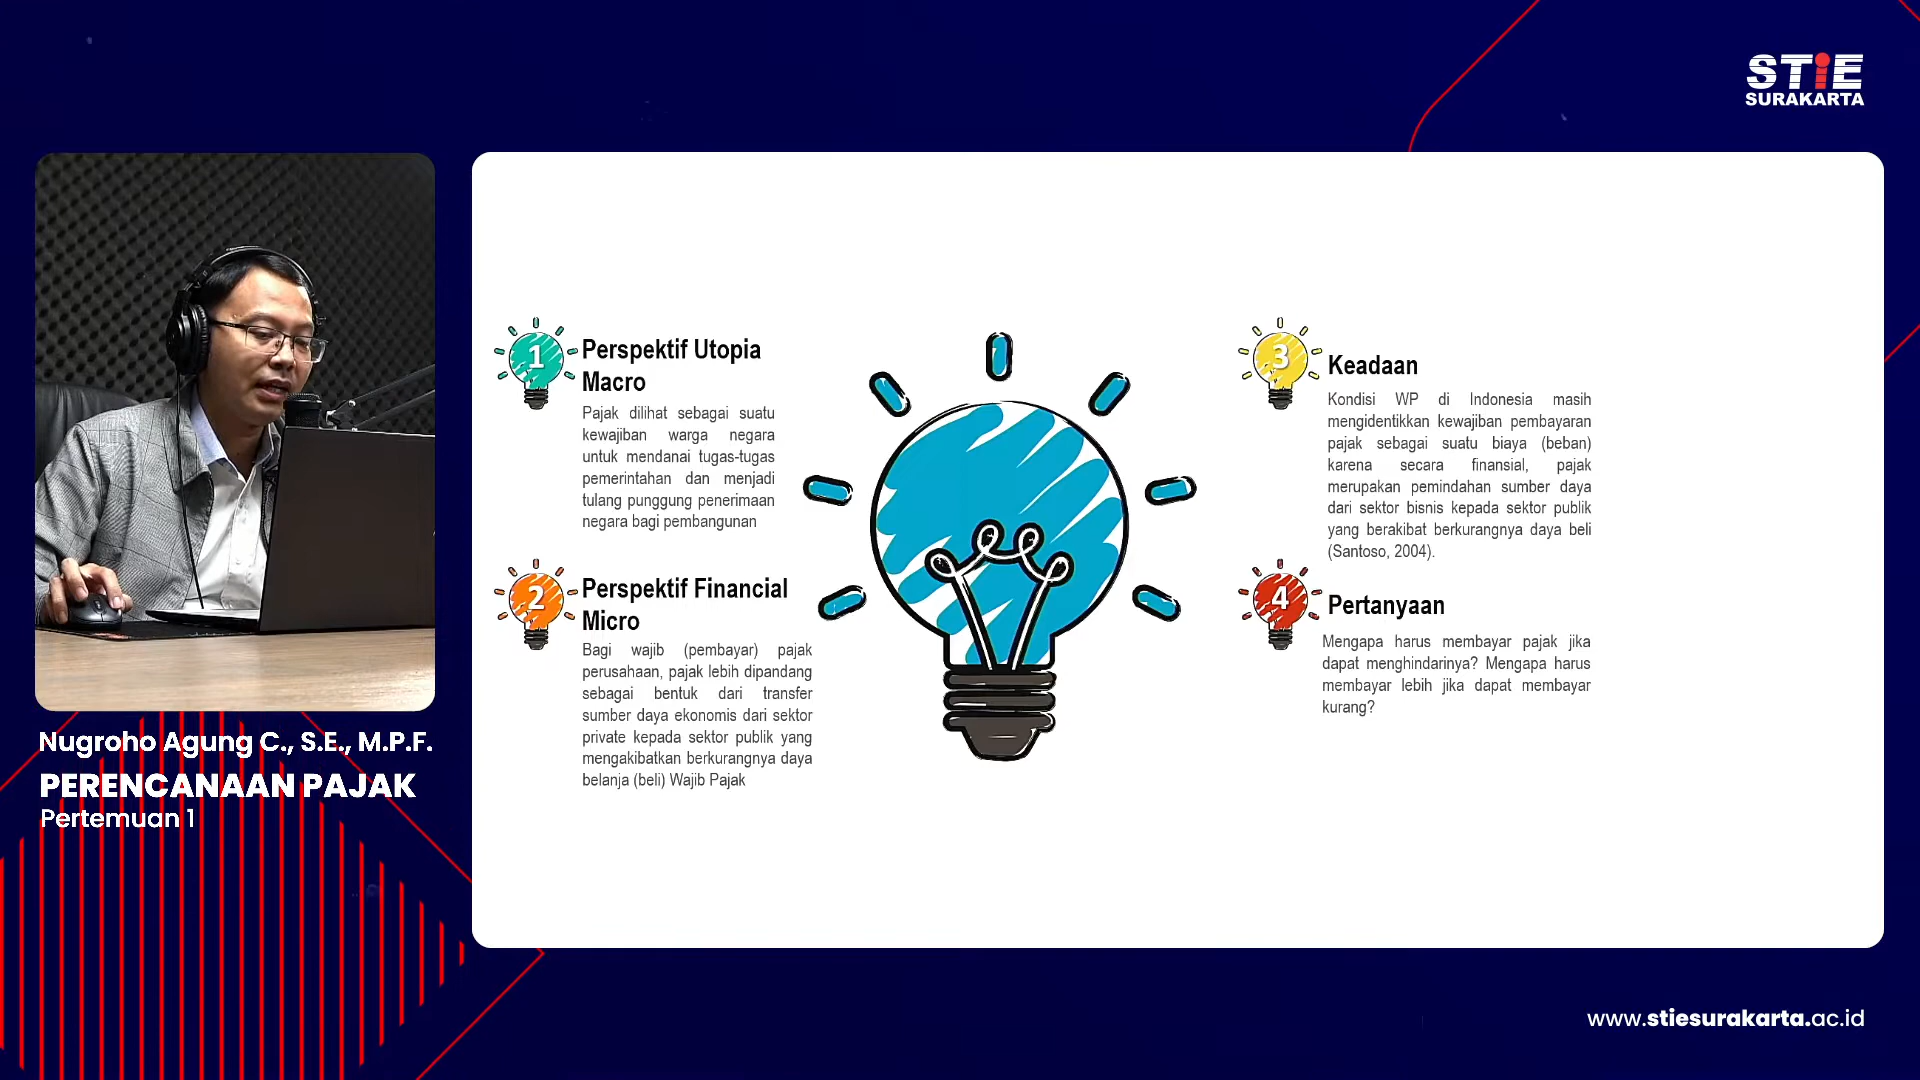 STiE
SURAKARTA
1
Perspektif Utopia
Macro
Pajak dilihat sebagai suatu
kewajiban warga negara
untuk mendanai tugas-tugas
pemerintahan dan menjadi
tulang punggung penerimaan
negara bagi pembangunan
2
Perspektif Financial
Micro
Bagi wajib (pembayar) pajak
perusahaan, pajak lebih dipandang
sebagai bentuk dari transfer
sumber daya ekonomis dari sektor
private kepada sektor publik yang
mengakibatkan berkurangnya daya
belanja (beli) Wajib Pajak
3
Keadaan
Kondisi WP di Indonesia masih
mengidentikkan kewajiban pembayaran
pajak sebagai suatu biaya (beban)
karena secara finansial, pajak
merupakan pemindahan sumber daya
dari sektor bisnis kepada sektor publik
yang berakibat berkurangnya daya beli
(Santoso, 2004).
4
Pertanyaan
Mengapa harus membayar pajak jika
dapat menghindarinya? Mengapa harus
membayar lebih jika dapat membayar
kurang?
Nugroho Agung C., S.E., M.P.F.
PERENCANAAN PAJAK
Pertemuan 1
www.stiesurakarta.ac.id